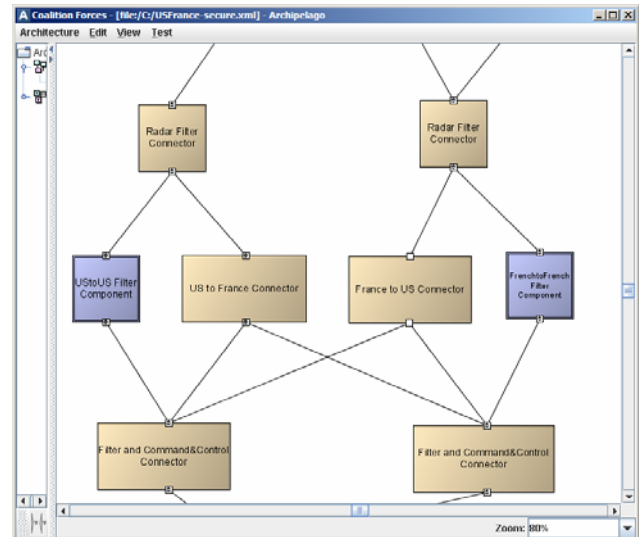 Coalition Forces - [file:/C:/USFrance-secure.xml] - Archipelago
Architecture Edit View Test
Arc
Radar Filter
Connector
Radar Filter
Connector
UStoUS Filter
Component
US to France Connector
France to US Connector
FrenchtoFrench
Filter
Component
Filter and Command&Control
Connector
Filter and Command&Control
Connector
Zoom: 80%